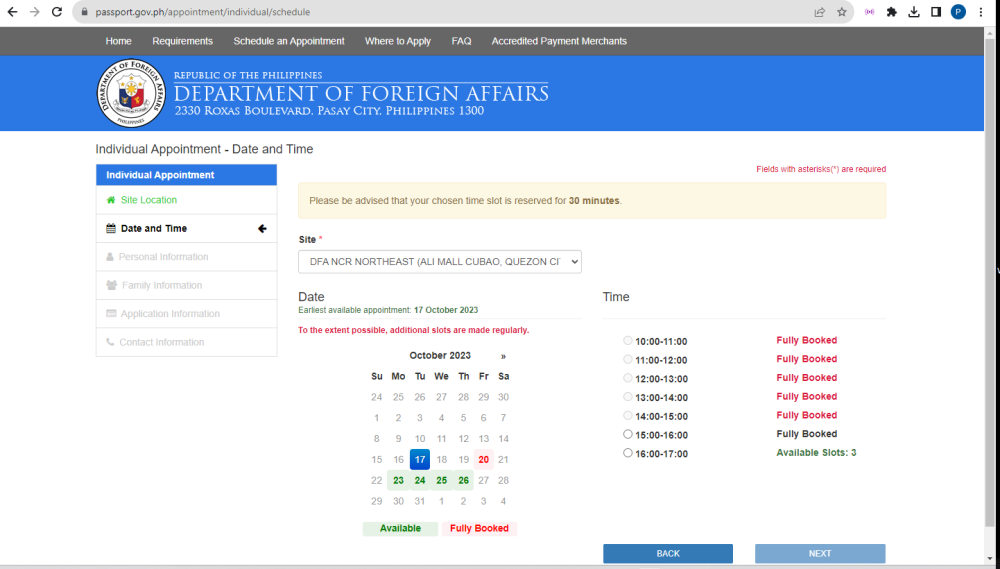 passport.gov.ph/appointment/individual/schedule
P
Home Requirements Schedule an Appointment Where to Apply FAQ Accredited Payment Merchants
DEPARTMENT OF FOREIGN AFFAIRS
PHILIPPINES
REPUBLIC OF THE PHILIPPINES
DEPARTMENT OF FOREIGN AFFAIRS
2330 ROXAS BOULEVARD, PASAY CITY, PHILIPPINES 1300
Individual Appointment - Date and Time
Individual Appointment
Site Location
Date and Time
Personal Information
Family Information
Application Information
Contact Information
Fields with asterisks(*) are required
Please be advised that your chosen time slot is reserved for 30 minutes.
Site *
DFA NCR NORTHEAST (ALI MALL CUBAO, QUEZON CI
Date
Earliest available appointment: 17 October 2023
To the extent possible, additional slots are made regularly.
October 2023 »
Su Mo Tu We Th Fr Sa
24 25 26 27 28 29 30
1 2 3 4 5 6 7
8 9 10 11 12 13 14
15 16 17 18 19 20 21
22 23 24 25 26 27 28
29 30 31 1 2 3 4
Available Fully Booked
Time
10:00-11:00 Fully Booked
11:00-12:00 Fully Booked
12:00-13:00 Fully Booked
13:00-14:00 Fully Booked
14:00-15:00 Fully Booked
15:00-16:00 Fully Booked
16:00-17:00 Available Slots: 3
BACK NEXT